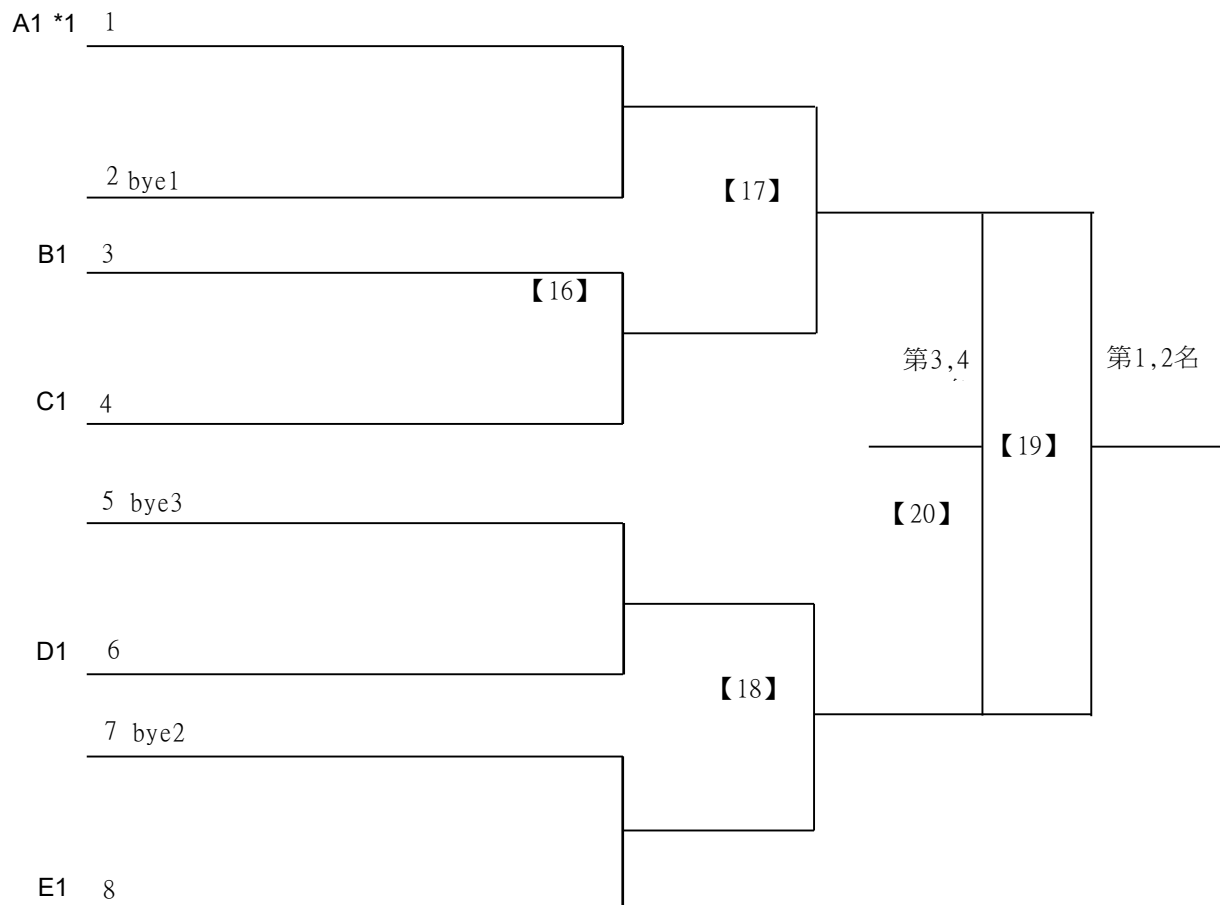 A1 *1 1
2 bye1
【17】
B1 3
【16】
第3,4
第1,2名
C1 4
【19】
5 bye3
【20】
D1 6
【18】
7 bye2
E1 8